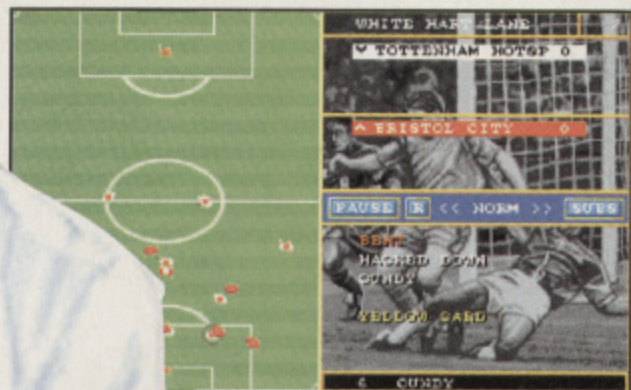 WHITE HART LANE
TOTTENHAM HOTSP 0
BRISTOL CITY 0
PAUSE R << NORM >> SUBS
BENT
HACKED DOWN
CUNDY
YELLOW CARD
6 CUNDY